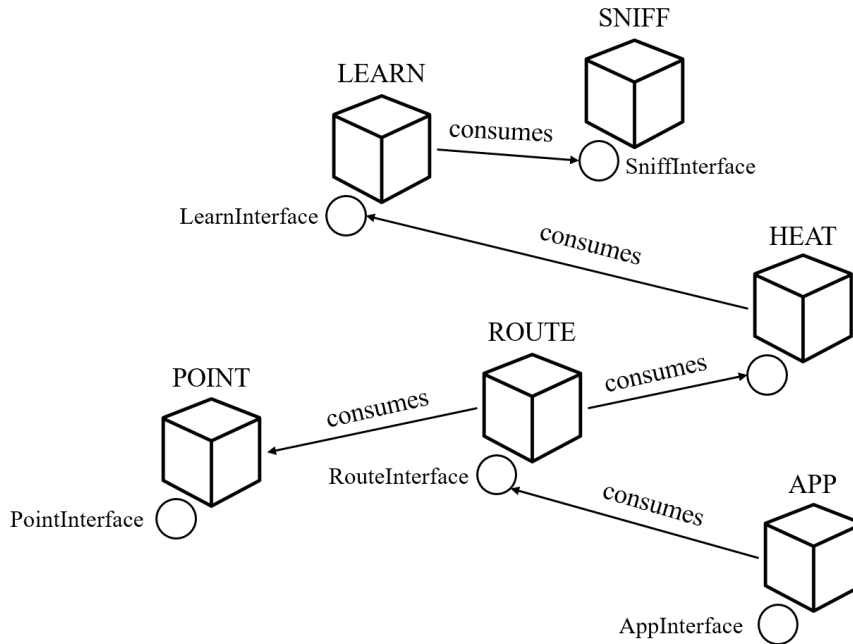 SNIFF
LEARN
consumes
SniffInterface
LearnInterface
consumes
HEAT
ROUTE
POINT
consumes
consumes
RouteInterface
PointInterface
consumes
APP
AppInterface